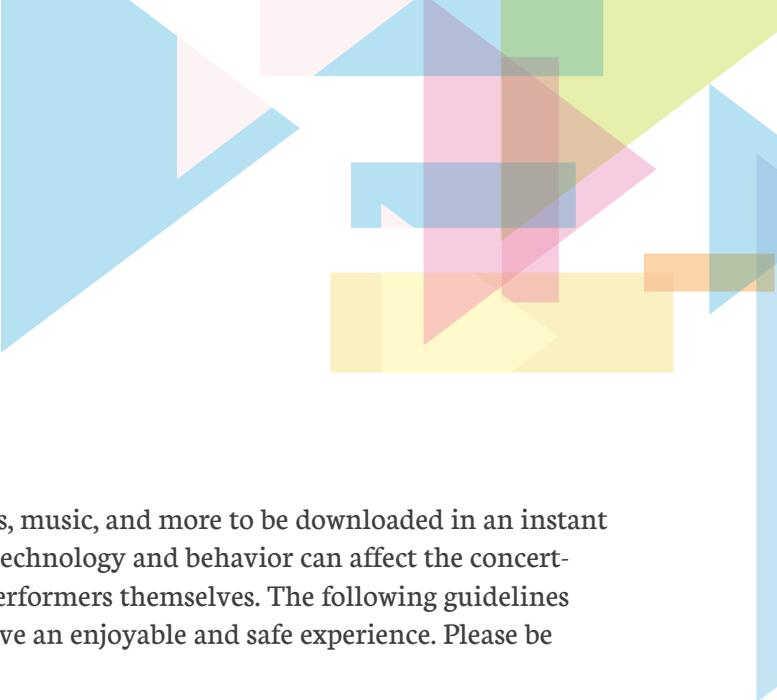 s, music, and more to be downloaded in an instant
echnology and behavior can affect the concert-
erformers themselves. The following guidelines
ve an enjoyable and safe experience. Please be